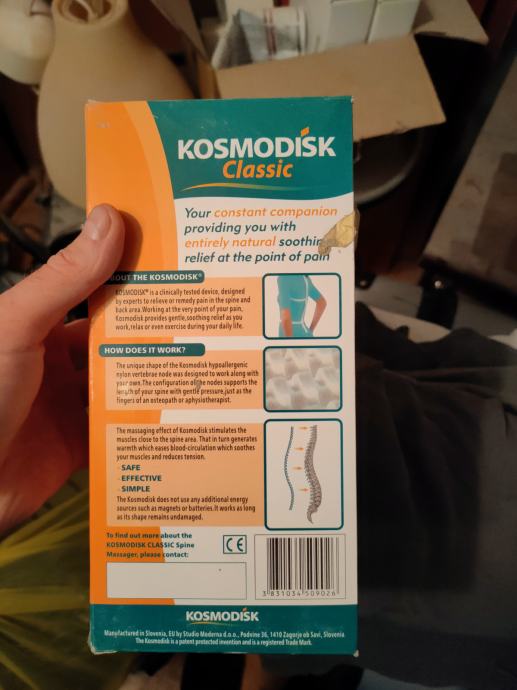 KOSMODISK
Classic
Your constant companion
providing you with
entirely natural soothin
relief at the point of pain
OUT THE KOSMODISK®
KOSMODISK® is a clinically tested device, designed
by experts to relieve or remedy pain in the spine and
back area.Working at the very point of your pain,
Kosmodisk provides gentle,soothing relief as you
work,relax or even exercise during your daily life.
HOW DOES IT WORK?
The unique shape of the Kosmodisk hypoallergenic
nylon vertebrae node was designed to work along with
your own.The configuration of the nodes supports the
length of your spine with gentle pressure,just as the
fingers of an osteopath or aphysiotherapist.
The massaging effect of Kosmodisk stimulates the
muscles close to the spine area. That in turn generates
warmth which eases blood-circulation which soothes
your muscles and reduces tension.
- SAFE
- EFFECTIVE
- SIMPLE
The Kosmodisk does not use any additional energy
sources such as magnets or batteries.It works as long
as its shape remains undamaged.
To find out more about the
KOSMODISK CLASSIC Spine
Massager, please contact:
CE
3 831034 509026
KOSMODISK
Manufactured in Slovenia, EU by Studio Moderna d.o.o., Podvine 36, 1410 Zagorje ob Savi, Slovenia
The Kosmodisk is a patent protected invention and is a registered Trade Mark.